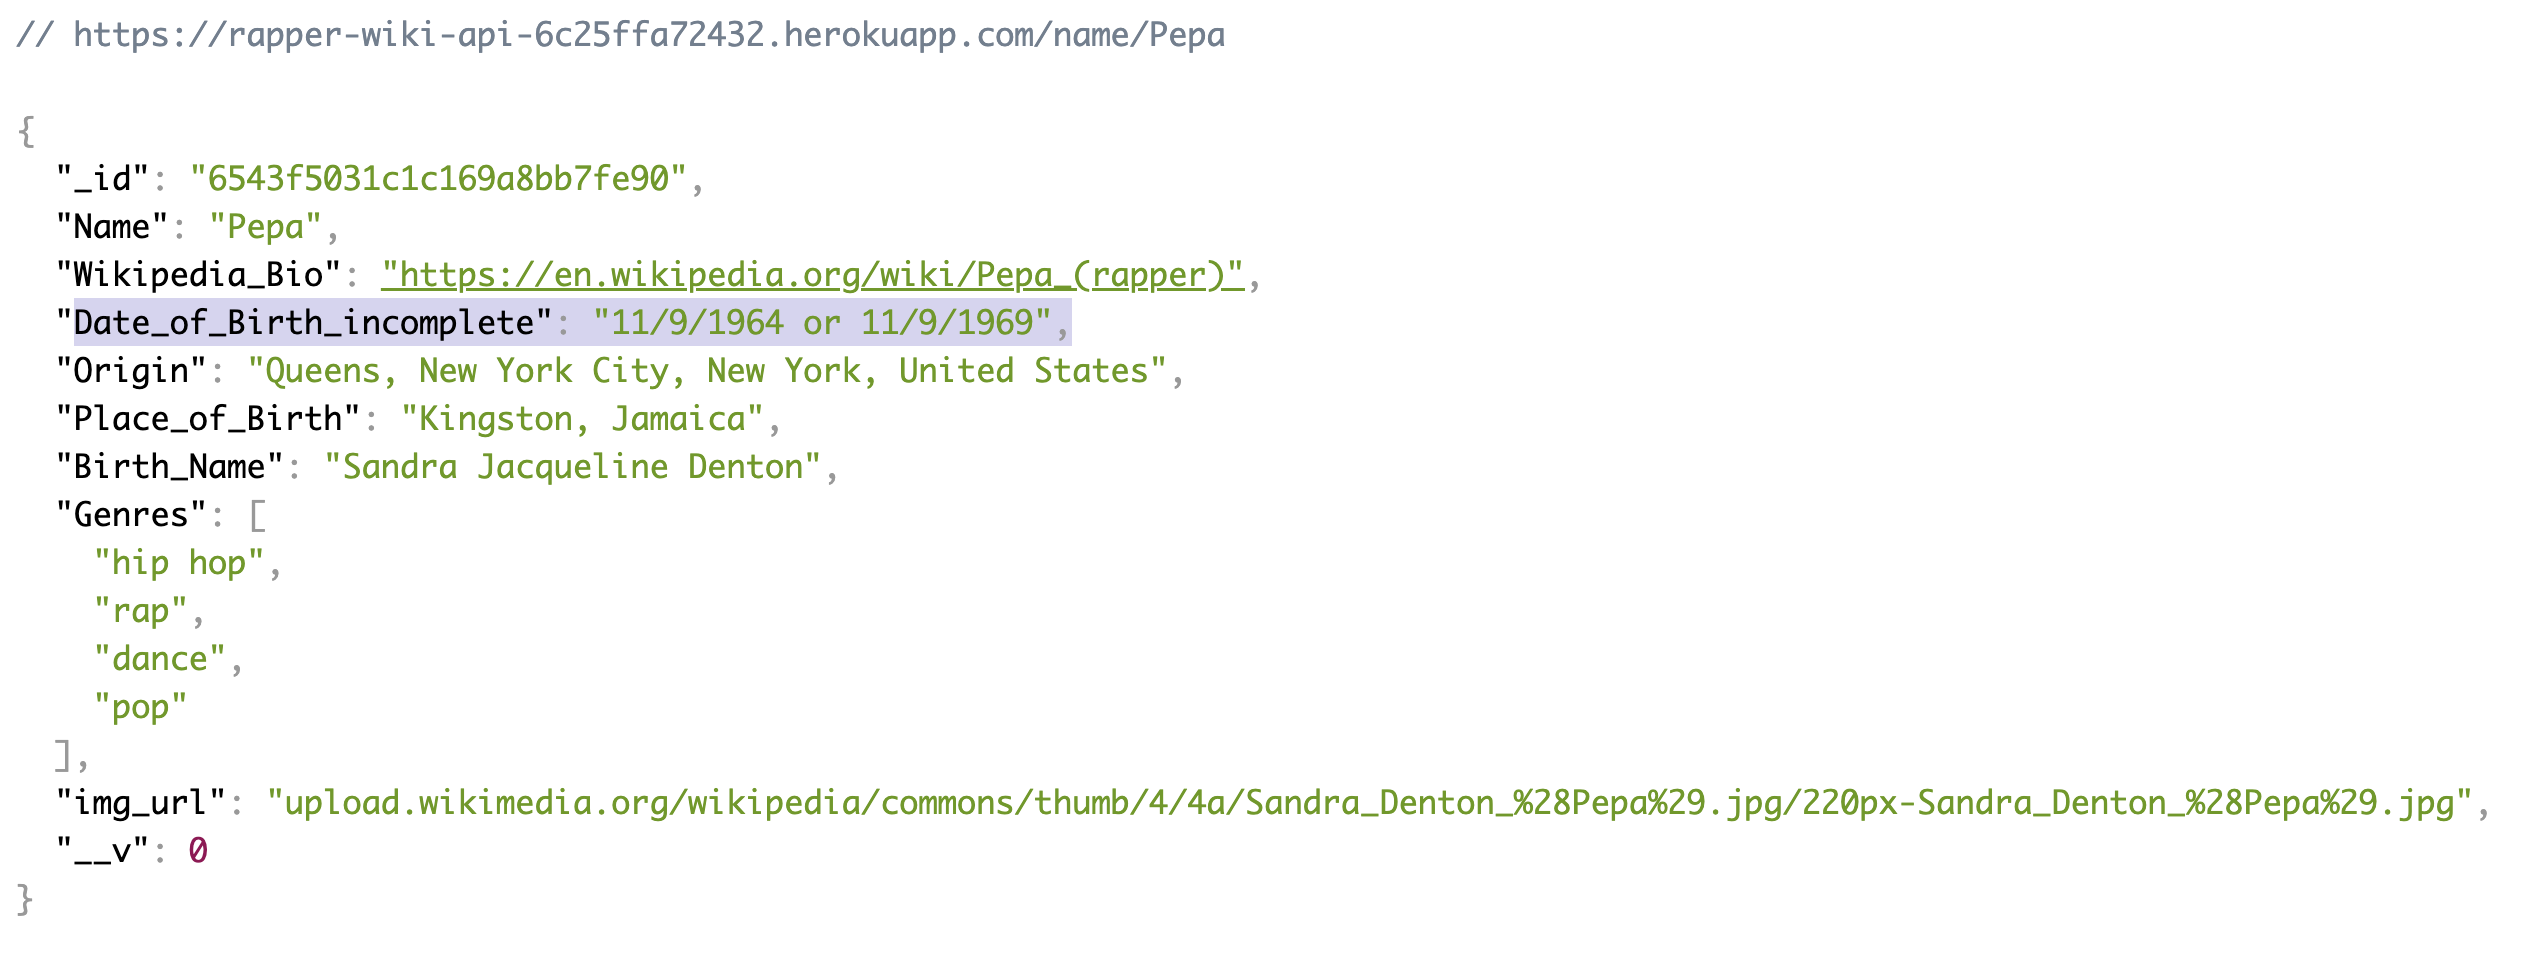 // https://rapper-wiki-api-6c25ffa72432.herokuapp.com/name/Pepa
{
"_id": "6543f5031c1c169a8bb7fe90",
"Name": "Pepa",
"Wikipedia_Bio": "https://en.wikipedia.org/wiki/Pepa_(rapper)",
"Date_of_Birth_incomplete": "11/9/1964 or 11/9/1969",
"Origin": "Queens, New York City, New York, United States",
"Place_of_Birth": "Kingston, Jamaica",
"Birth_Name": "Sandra Jacqueline Denton",
"Genres": [
"hip hop",
"rap",
"dance",
"pop"
],
"img_url": "upload.wikimedia.org/wikipedia/commons/thumb/4/4a/Sandra_Denton_%28Pepa%29.jpg/220px-Sandra_Denton_%28Pepa%29.jpg",
"__v": 0
}